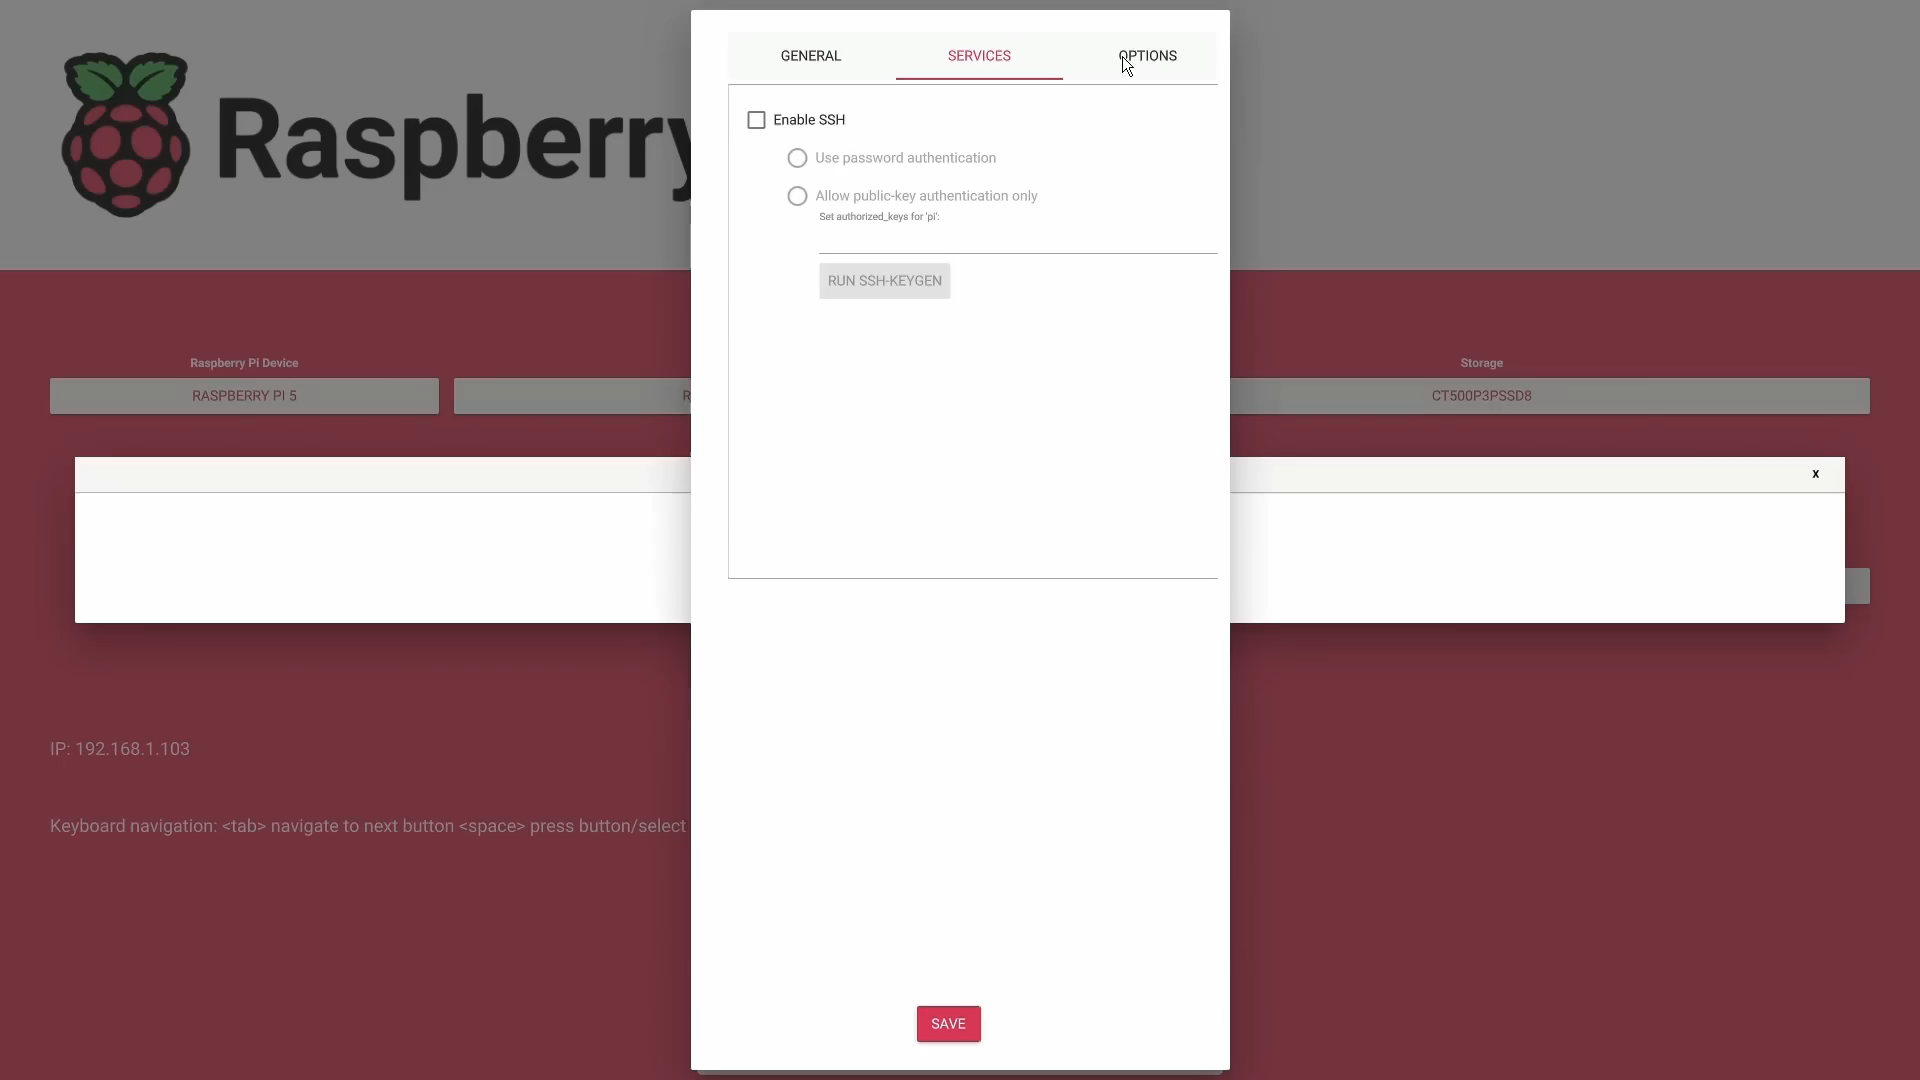 GENERAL SERVICES OPTIONS
Raspberry
Enable SSH
Use password authentication
Allow public-key authentication only
Set authorized_keys for 'pi':
RUN SSH-KEYGEN
Raspberry Pi Device
Storage
RASPBERRY PI 5
R
CT500P3PSSD8
x
IP: 192.168.1.103
Keyboard navigation: <tab> navigate to next button <space> press button/select
SAVE